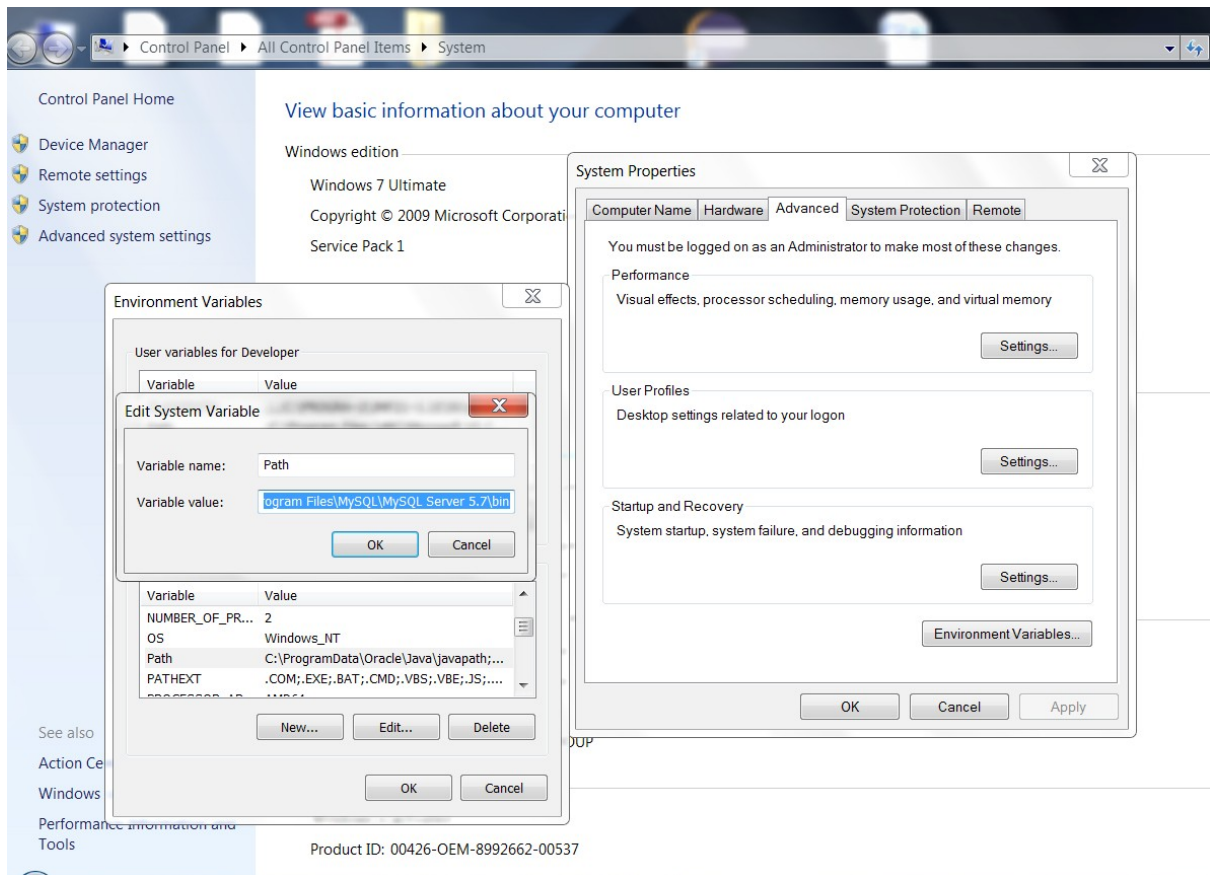 Control Panel ▸ All Control Panel Items ▸ System
Control Panel Home
Device Manager
Remote settings
System protection
Advanced system settings
See also
Action Ce
Windows
Performance Information and
Tools
View basic information about your computer
Windows edition
Windows 7 Ultimate
Copyright © 2009 Microsoft Corporati
Service Pack 1
OUP
Product ID: 00426-OEM-8992662-00537
Environment Variables
User variables for Developer
Variable Value
Edit System Variable
Variable name: Path
Variable value: ogram Files\MySQL\MySQL Server 5.7\bin
OK Cancel
Variable Value
NUMBER_OF_PR... 2
OS Windows_NT
Path C:\ProgramData\Oracle\Java\javapath;...
PATHEXT .COM;.EXE;.BAT;.CMD;.VBS;.VBE;.JS;....
New... Edit... Delete
OK Cancel
System Properties
Computer Name Hardware Advanced System Protection Remote
You must be logged on as an Administrator to make most of these changes.
Performance
Visual effects, processor scheduling, memory usage, and virtual memory
Settings...
User Profiles
Desktop settings related to your logon
Settings...
Startup and Recovery
System startup, system failure, and debugging information
Settings...
Environment Variables...
OK Cancel Apply